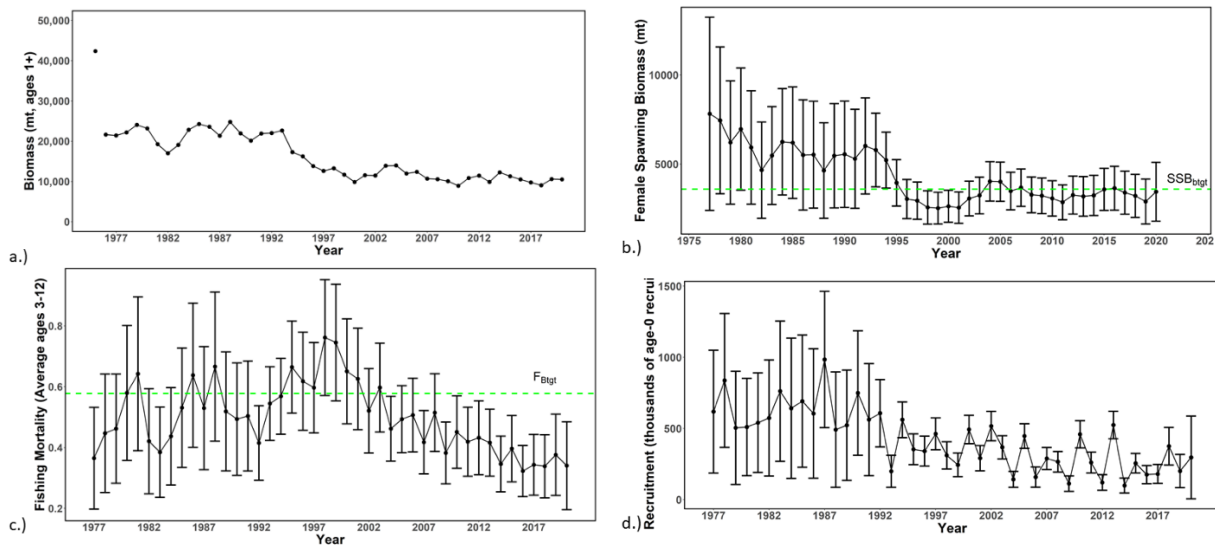 50,000
40,000
30,000
20,000
10,000
0
Biomass (mt, ages 1+)
1977 1982 1987 1992 1997 2002 2007 2012 2017
Year
a.)
10000
5000
0
Female Spawning Biomass (mt)
SSBbtgt
1975 1980 1985 1990 1995 2000 2005 2010 2015 2020 202
Year
b.)
0.8
0.6
0.4
0.2
Fishing Mortality (Average ages 3-12)
FBtgt
1977 1982 1987 1992 1997 2002 2007 2012 2017
Year
c.)
1500
1000
500
0
Recruitment (thousands of age-0 recrui
1977 1982 1987 1992 1997 2002 2007 2012 2017
Year
d.)